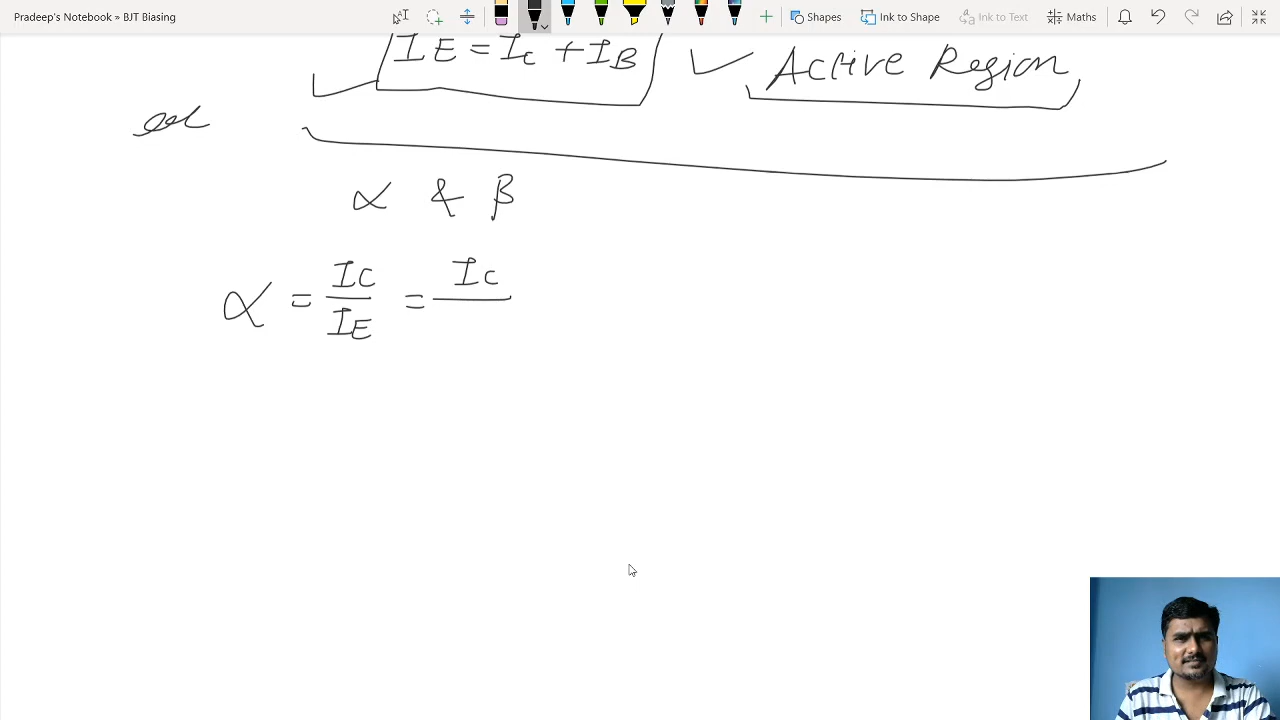 Pradeep's Notebook » BJT Biasing
Shapes Ink to Shape Ink to Text Maths
IE = Ic + IB Active Region
α & β
α = IC / IE = Ic